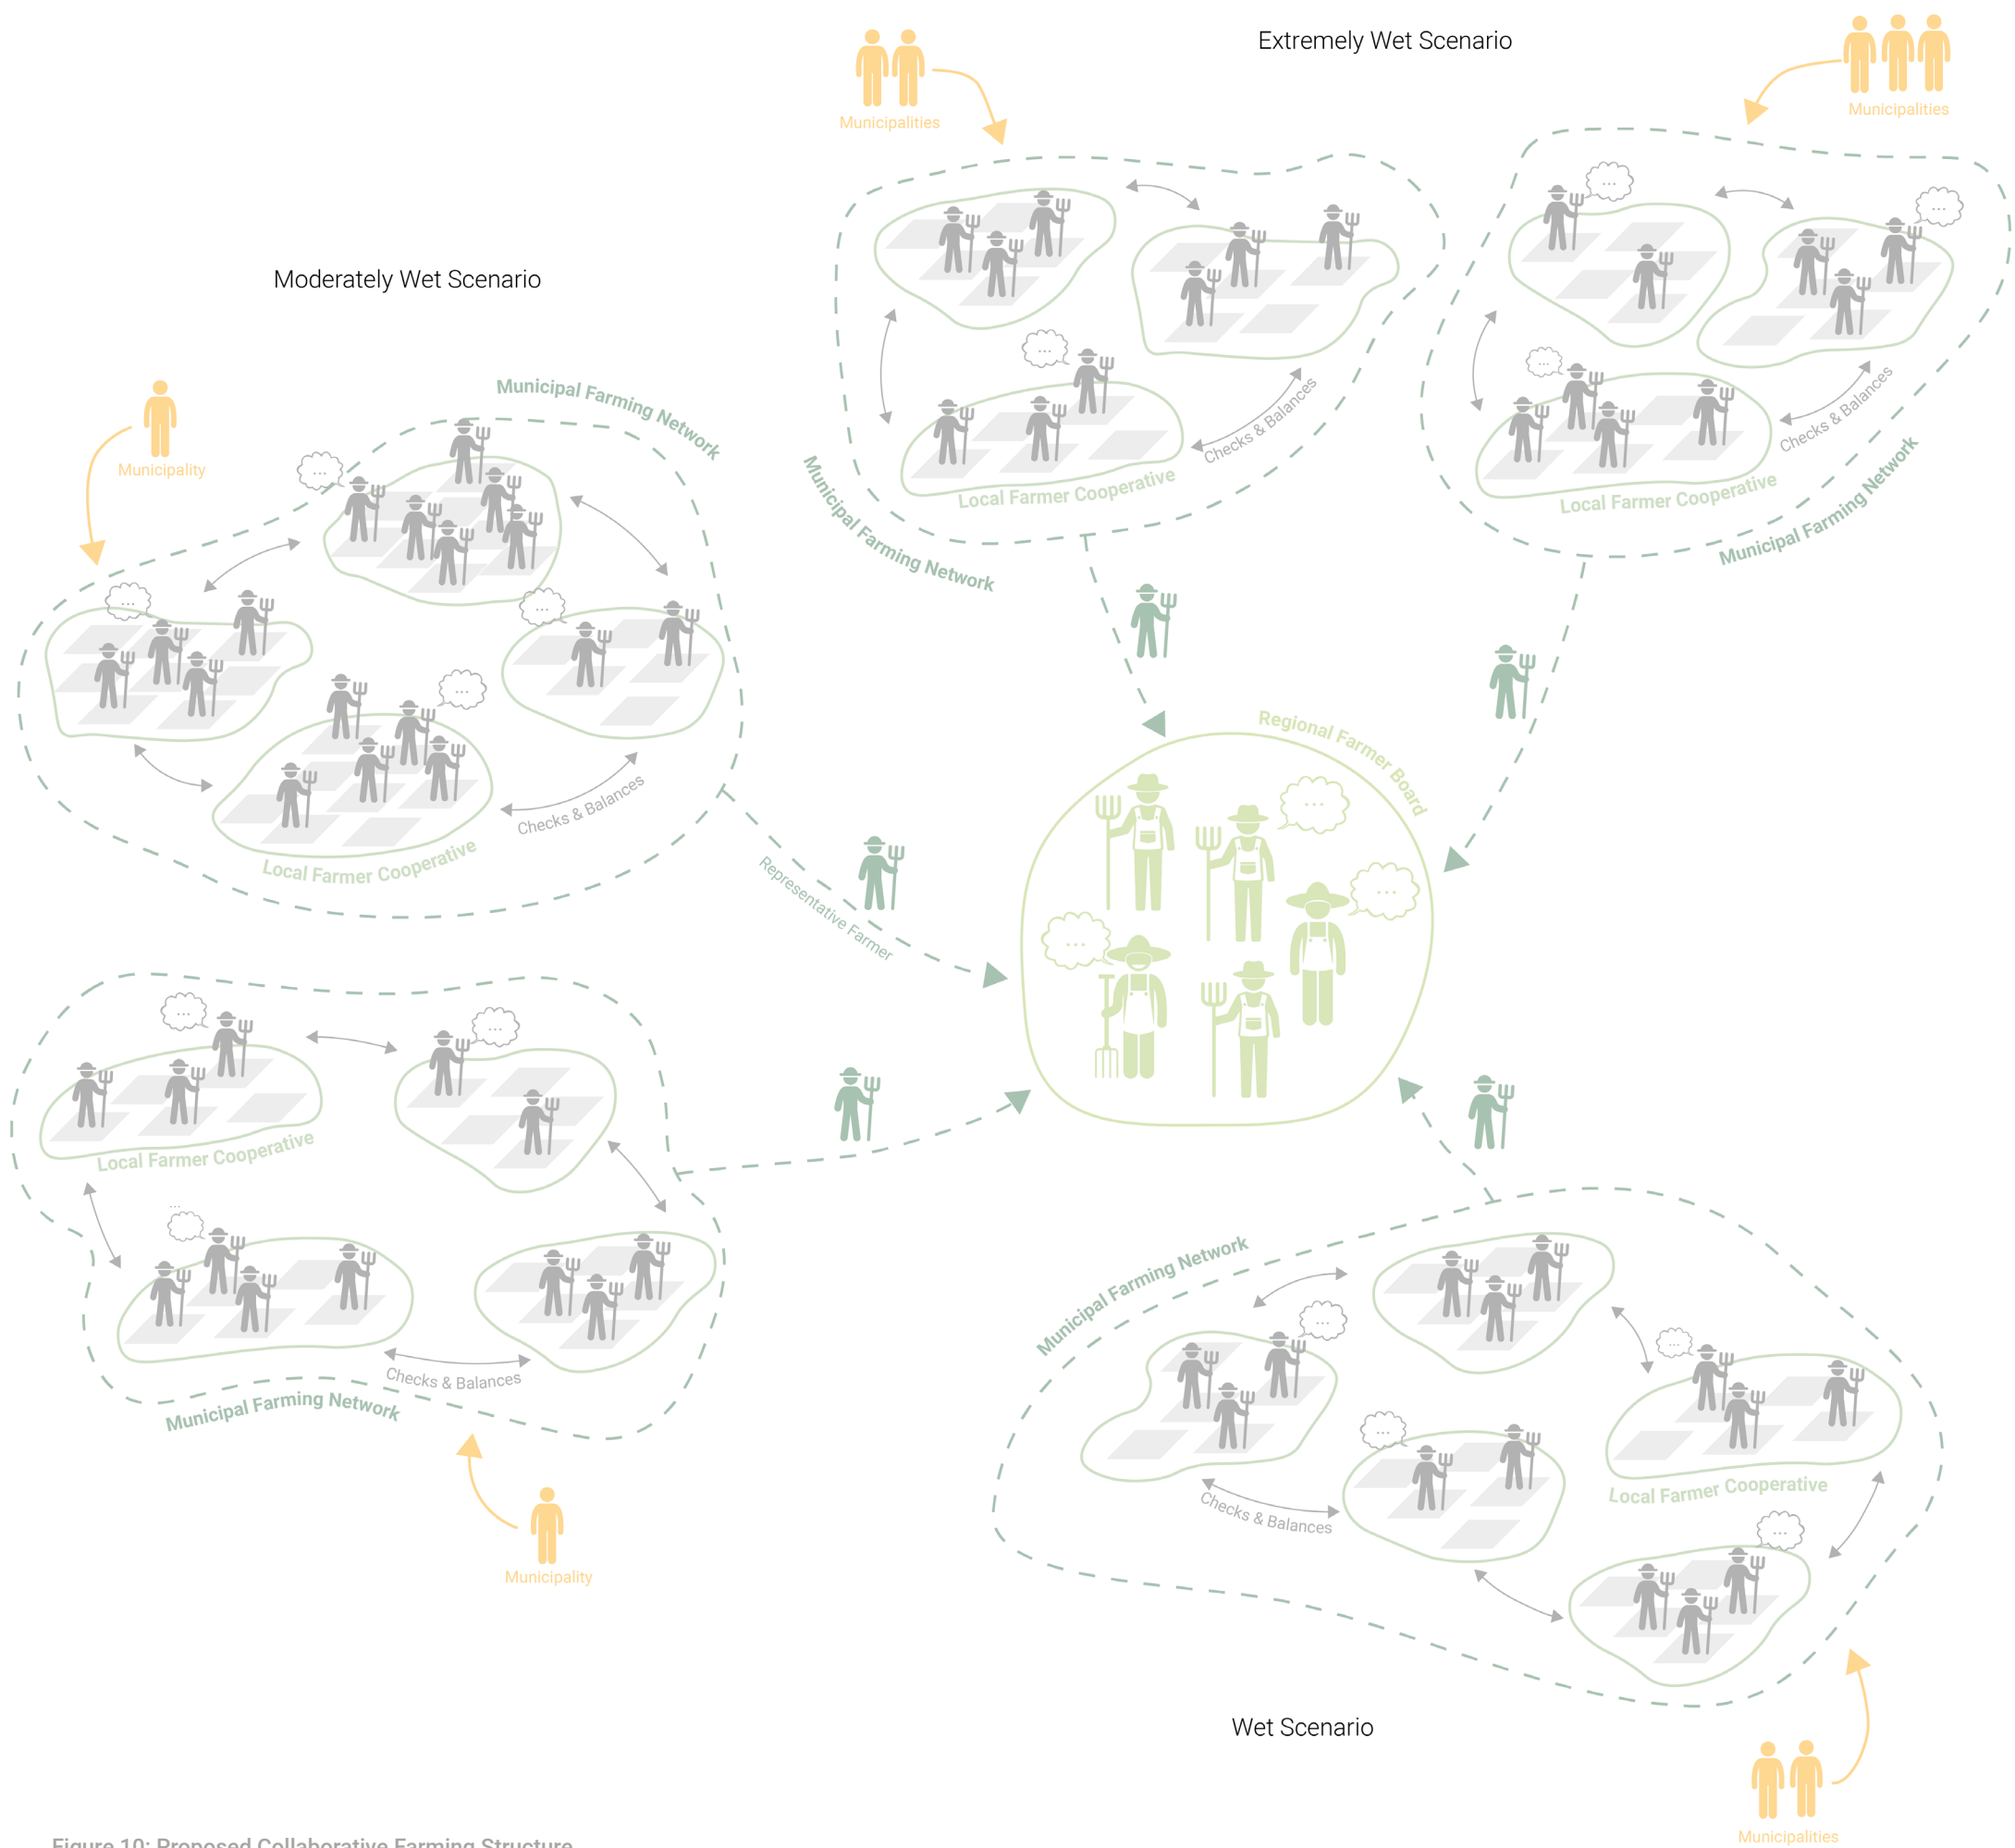 Extremely Wet Scenario
Municipalities
Municipalities
Moderately Wet Scenario
Municipality
Municipal Farming Network
Checks & Balances
Local Farmer Cooperative
Municipal Farming Network
Checks & Balances
Local Farmer Cooperative
Municipal Farming Network
Checks & Balances
Local Farmer Cooperative
Regional Farmer Board
Representative Farmer
Local Farmer Cooperative
Checks & Balances
Municipal Farming Network
Municipality
Municipal Farming Network
Checks & Balances
Local Farmer Cooperative
Wet Scenario
Municipalities
Figure 10: Proposed Collaborative Farming Structure